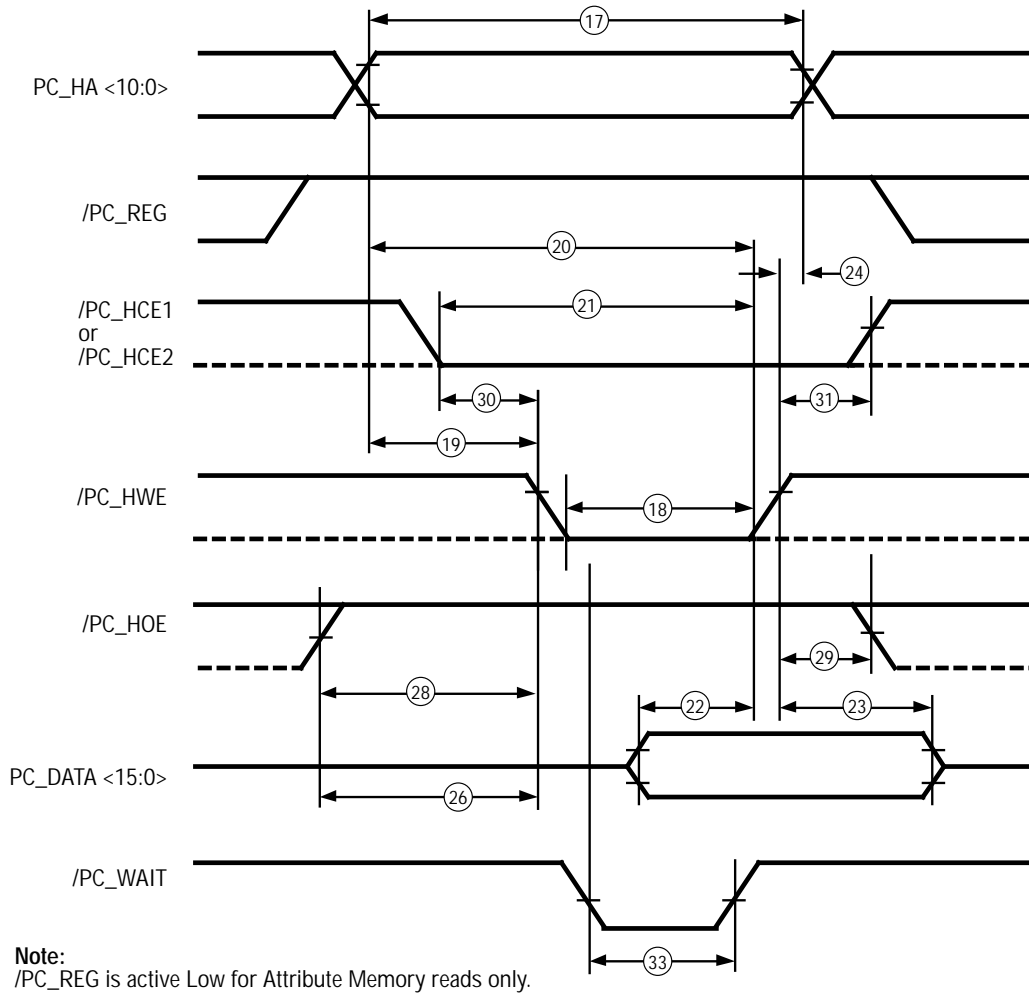 17
PC_HA <10:0>
/PC_REG
20
24
/PC_HCE1
or
/PC_HCE2
21
30
31
19
/PC_HWE
18
/PC_HOE
29
28
22
23
PC_DATA <15:0>
26
/PC_WAIT
33
Note:
/PC_REG is active Low for Attribute Memory reads only.